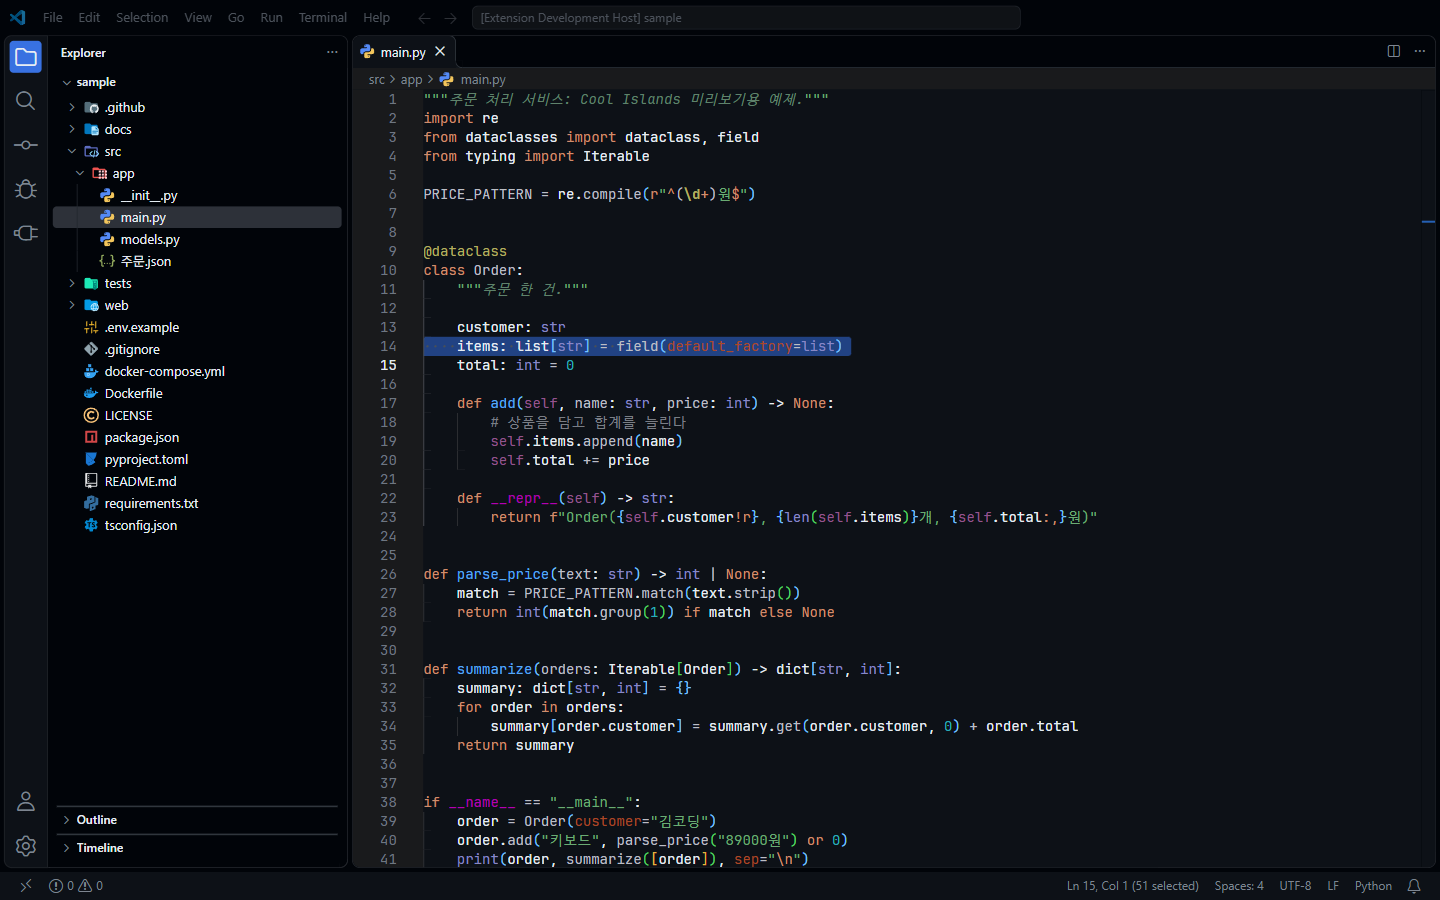 File Edit Selection View Go Run Terminal Help
[Extension Development Host] sample
Explorer
sample
.github
docs
src
app
__init__.py
main.py
models.py
주문.json
tests
web
.env.example
.gitignore
docker-compose.yml
Dockerfile
LICENSE
package.json
pyproject.toml
README.md
requirements.txt
tsconfig.json
Outline
Timeline
main.py
src > app > main.py
1 """주문 처리 서비스: Cool Islands 미리보기용 예제."""
2 import re
3 from dataclasses import dataclass, field
4 from typing import Iterable
5
6 PRICE_PATTERN = re.compile(r"^(\d+)원$")
7
8
9 @dataclass
10 class Order:
11     """주문 한 건."""
12
13     customer: str
14     items: list[str] = field(default_factory=list)
15     total: int = 0
16
17     def add(self, name: str, price: int) -> None:
18         # 상품을 담고 합계를 늘린다
19         self.items.append(name)
20         self.total += price
21
22     def __repr__(self) -> str:
23         return f"Order({self.customer!r}, {len(self.items)}개, {self.total:,}원)"
24
25
26 def parse_price(text: str) -> int | None:
27     match = PRICE_PATTERN.match(text.strip())
28     return int(match.group(1)) if match else None
29
30
31 def summarize(orders: Iterable[Order]) -> dict[str, int]:
32     summary: dict[str, int] = {}
33     for order in orders:
34         summary[order.customer] = summary.get(order.customer, 0) + order.total
35     return summary
36
37
38 if __name__ == "__main__":
39     order = Order(customer="김코딩")
40     order.add("키보드", parse_price("89000원") or 0)
41     print(order, summarize([order]), sep="\n")
0 0
Ln 15, Col 1 (51 selected) Spaces: 4 UTF-8 LF Python